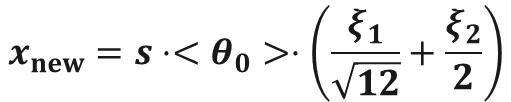 x_new = s · < θ_0 > · ( ξ_1 / √12 + ξ_2 / 2 )